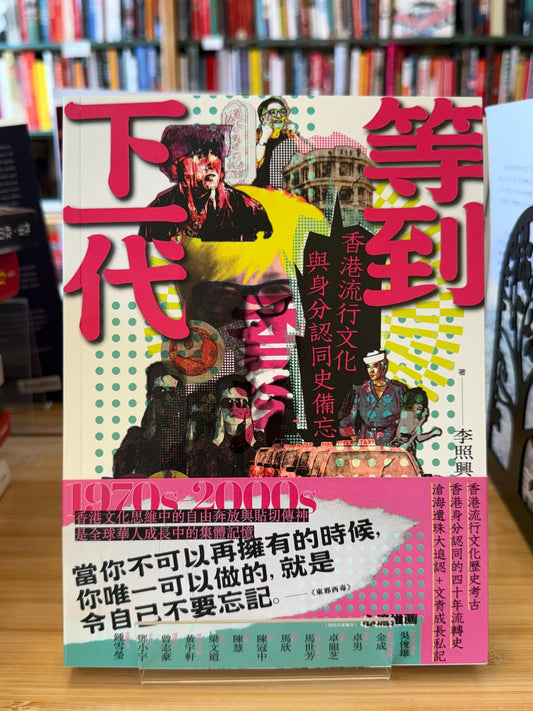 等到
下一代
香港流行文化
與身分認同史備忘
著
李照興
1970s-2000s
香港文化思維中的自由奔放與貼切傳神
是全球華人成長中的集體記憶
當你不可以再擁有的時候，
你唯一可以做的，就是
令自己不要忘記。——《東邪西毒》
香港流行文化歷史考古
香港身分認同的四十年流轉史
滄海遺珠大追認＋文青成長私記
吳俊雄
金成
卓男
卓韻芝
馬世芳
馬欣
陳冠中
陳慧
梁文道
黃宇軒
曾志豪
鄧小宇
鍾雪瑩
TAXI